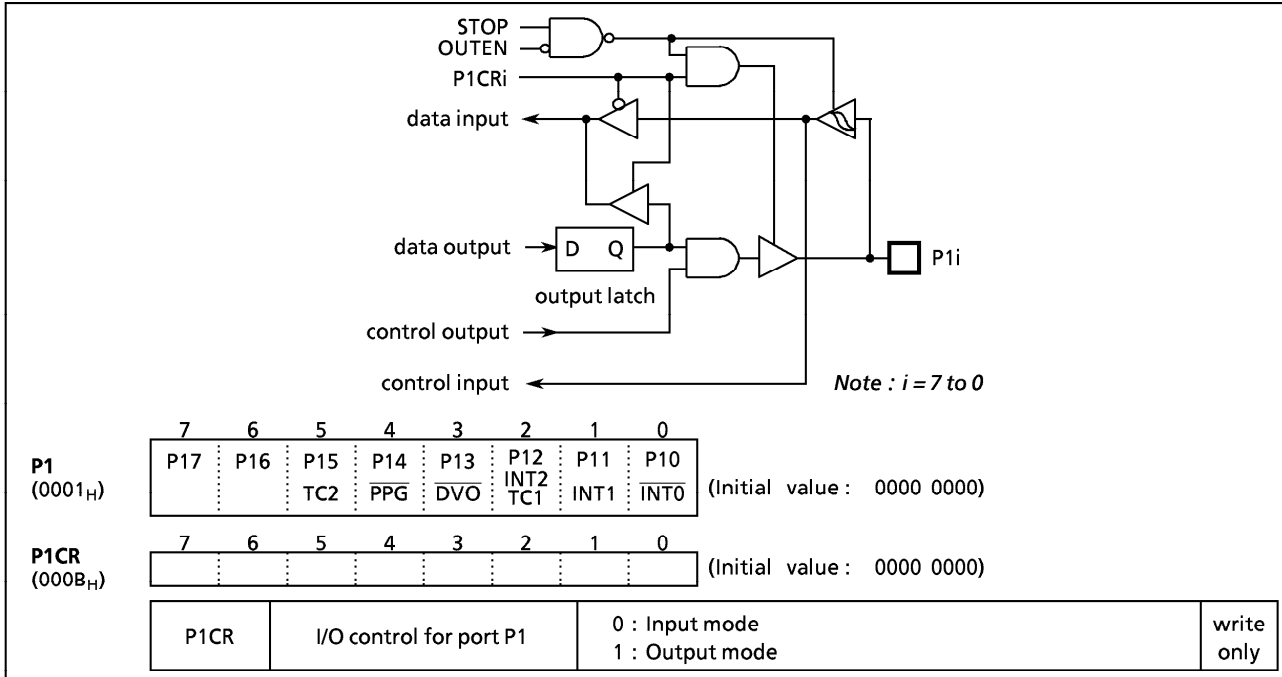 STOP
OUTEN
P1CRi
data input
data output
D Q
output latch
control output
control input
P1i
Note : i = 7 to 0
7 6 5 4 3 2 1 0
P1
(0001H)
P17 P16 P15 P14 P13 P12 P11 P10
TC2 PPG DVO INT2 TC1 INT1 INT0
(Initial value : 0000 0000)
7 6 5 4 3 2 1 0
P1CR
(000BH)
(Initial value : 0000 0000)
P1CR
I/O control for port P1
0 : Input mode
1 : Output mode
write
only